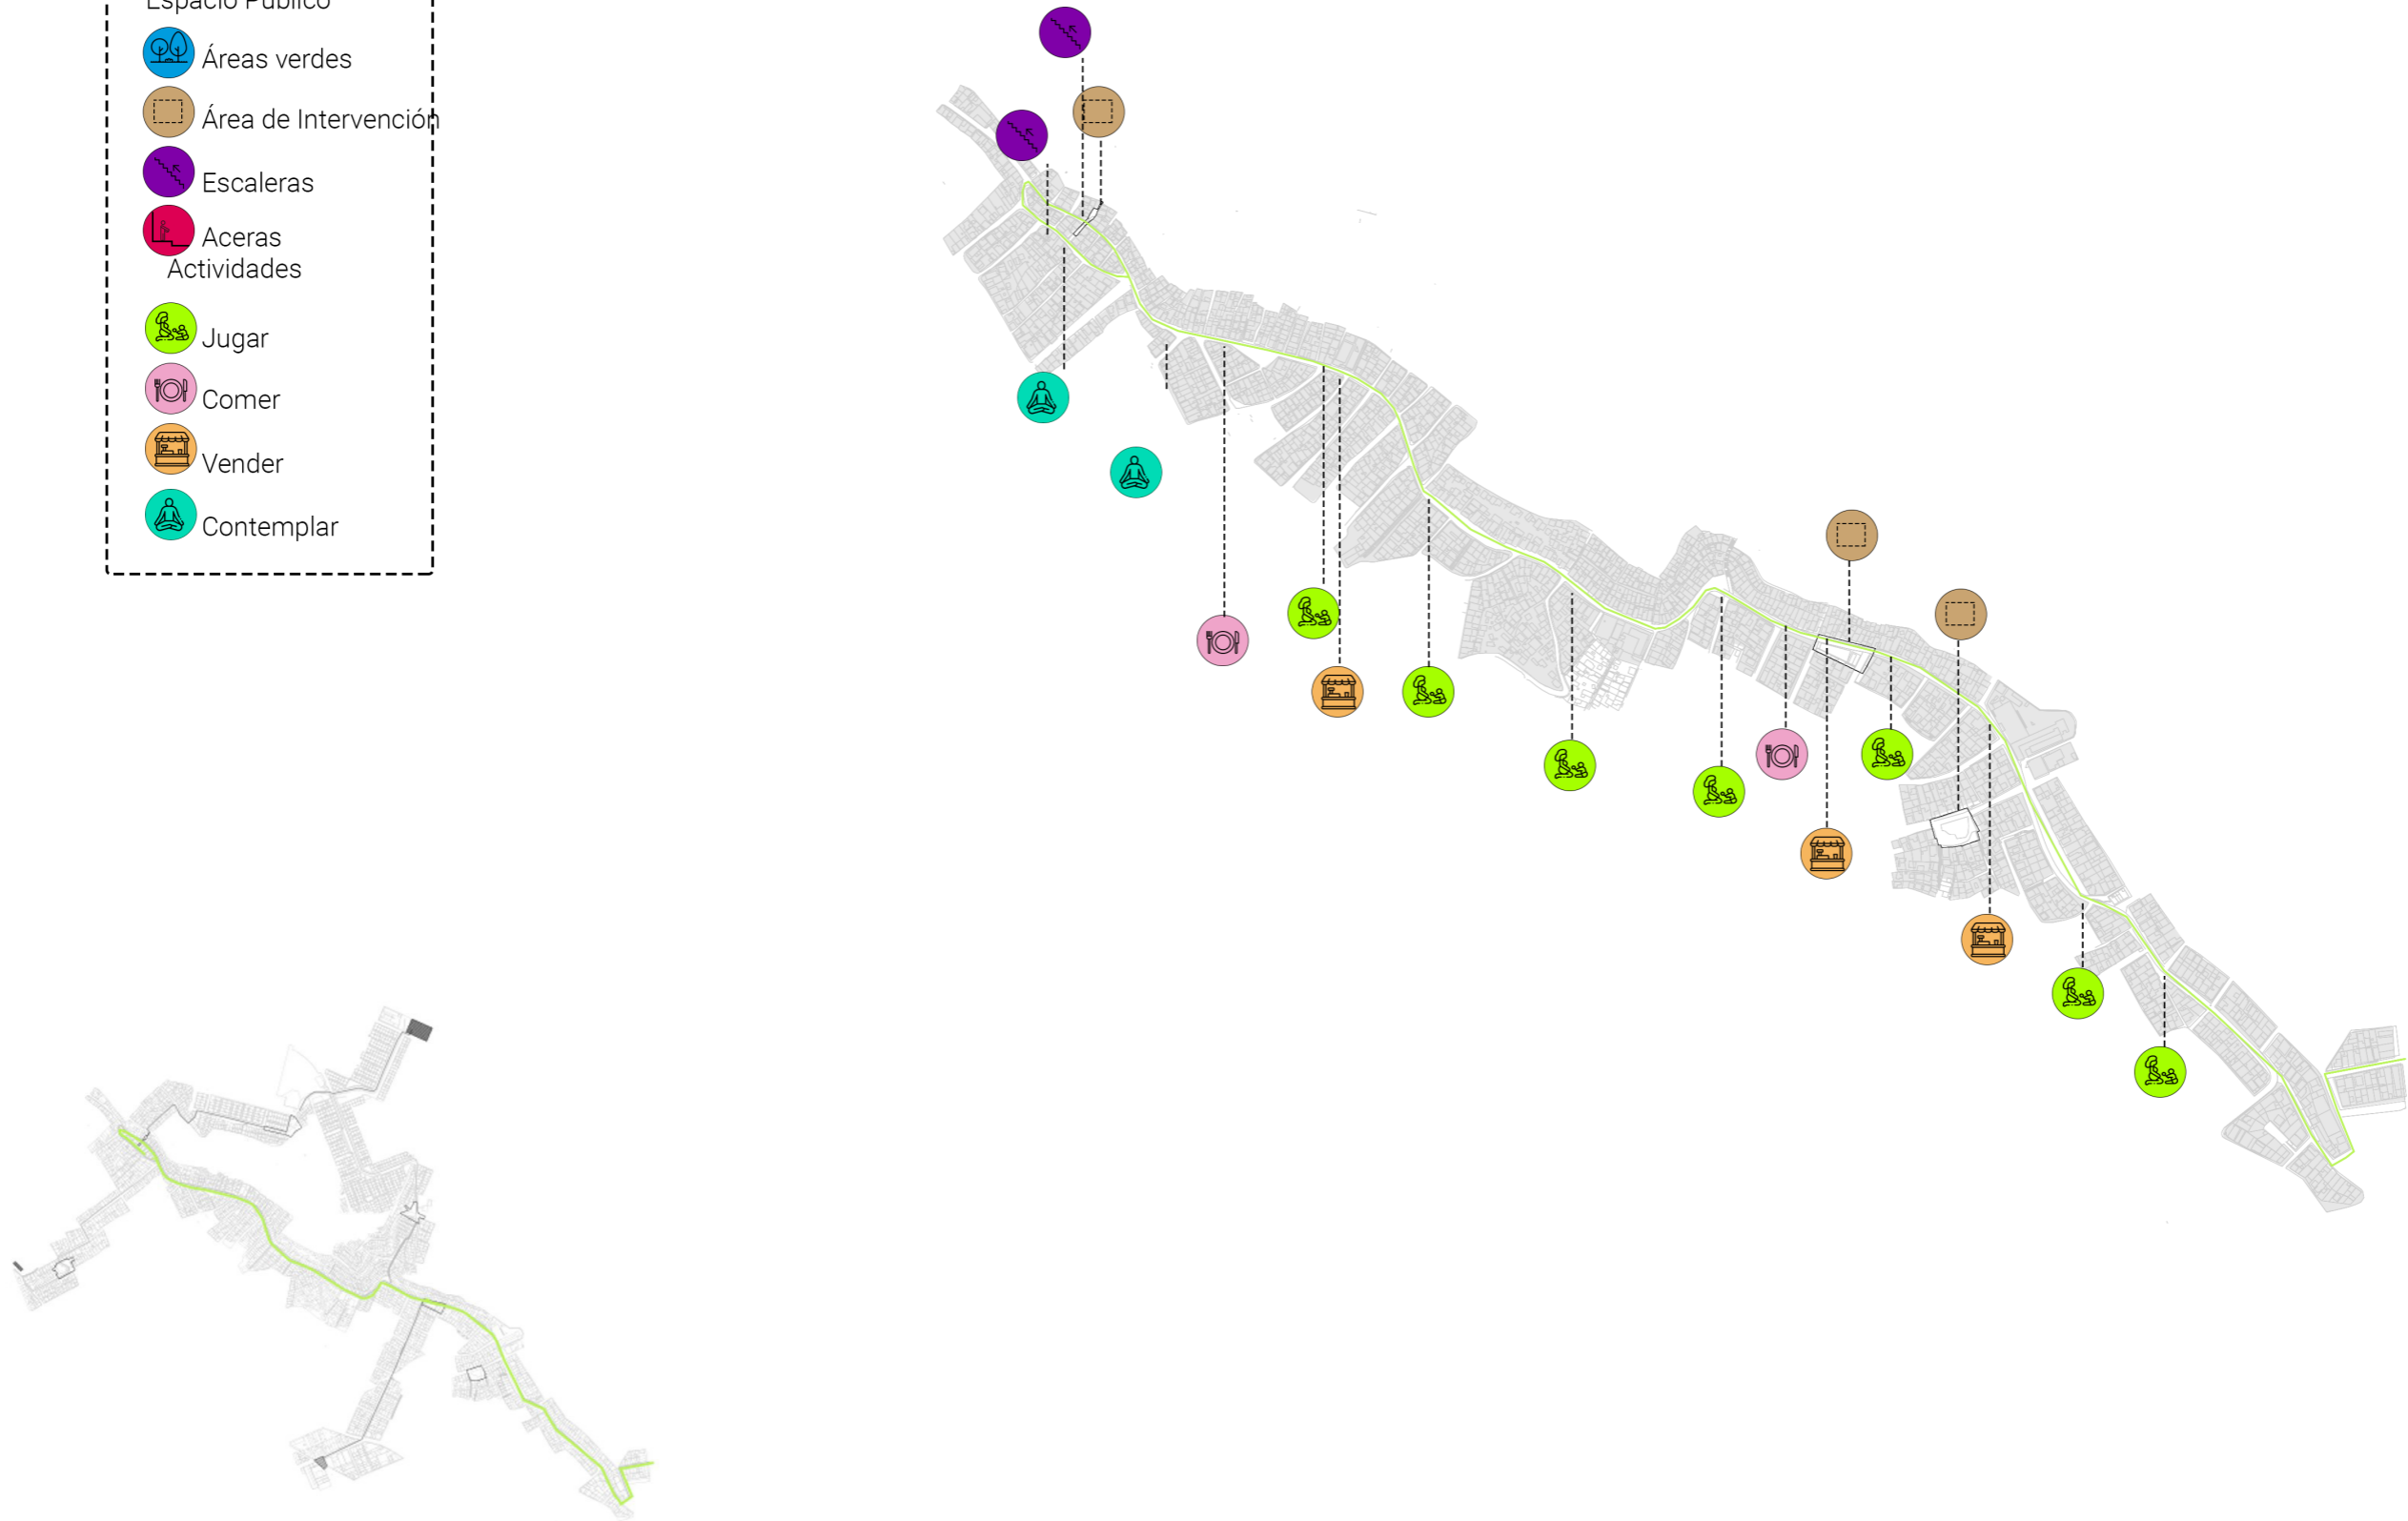 Espacio Público
Áreas verdes
Área de Intervención
Escaleras
Aceras
Actividades
Jugar
Comer
Vender
Contemplar